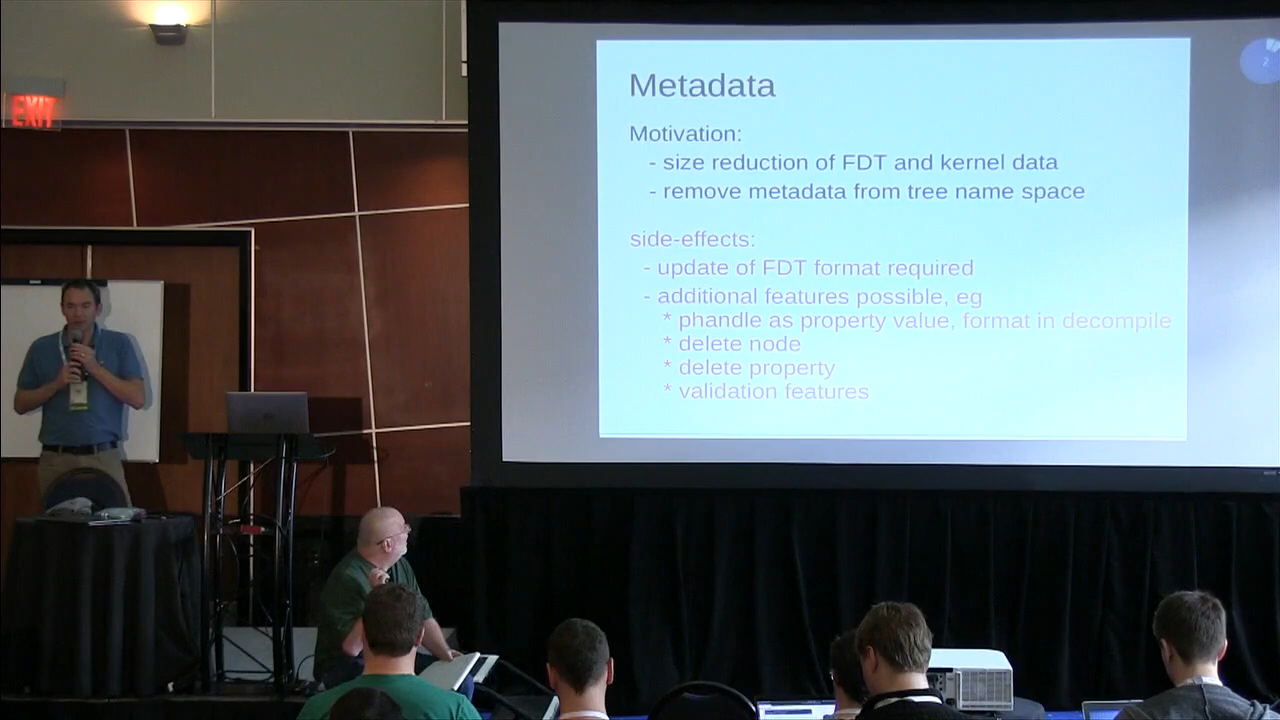 EXIT
2
Metadata
Motivation:
- size reduction of FDT and kernel data
- remove metadata from tree name space
side-effects:
- update of FDT format required
- additional features possible, eg
* phandle as property value, format in decompile
* delete node
* delete property
* validation features